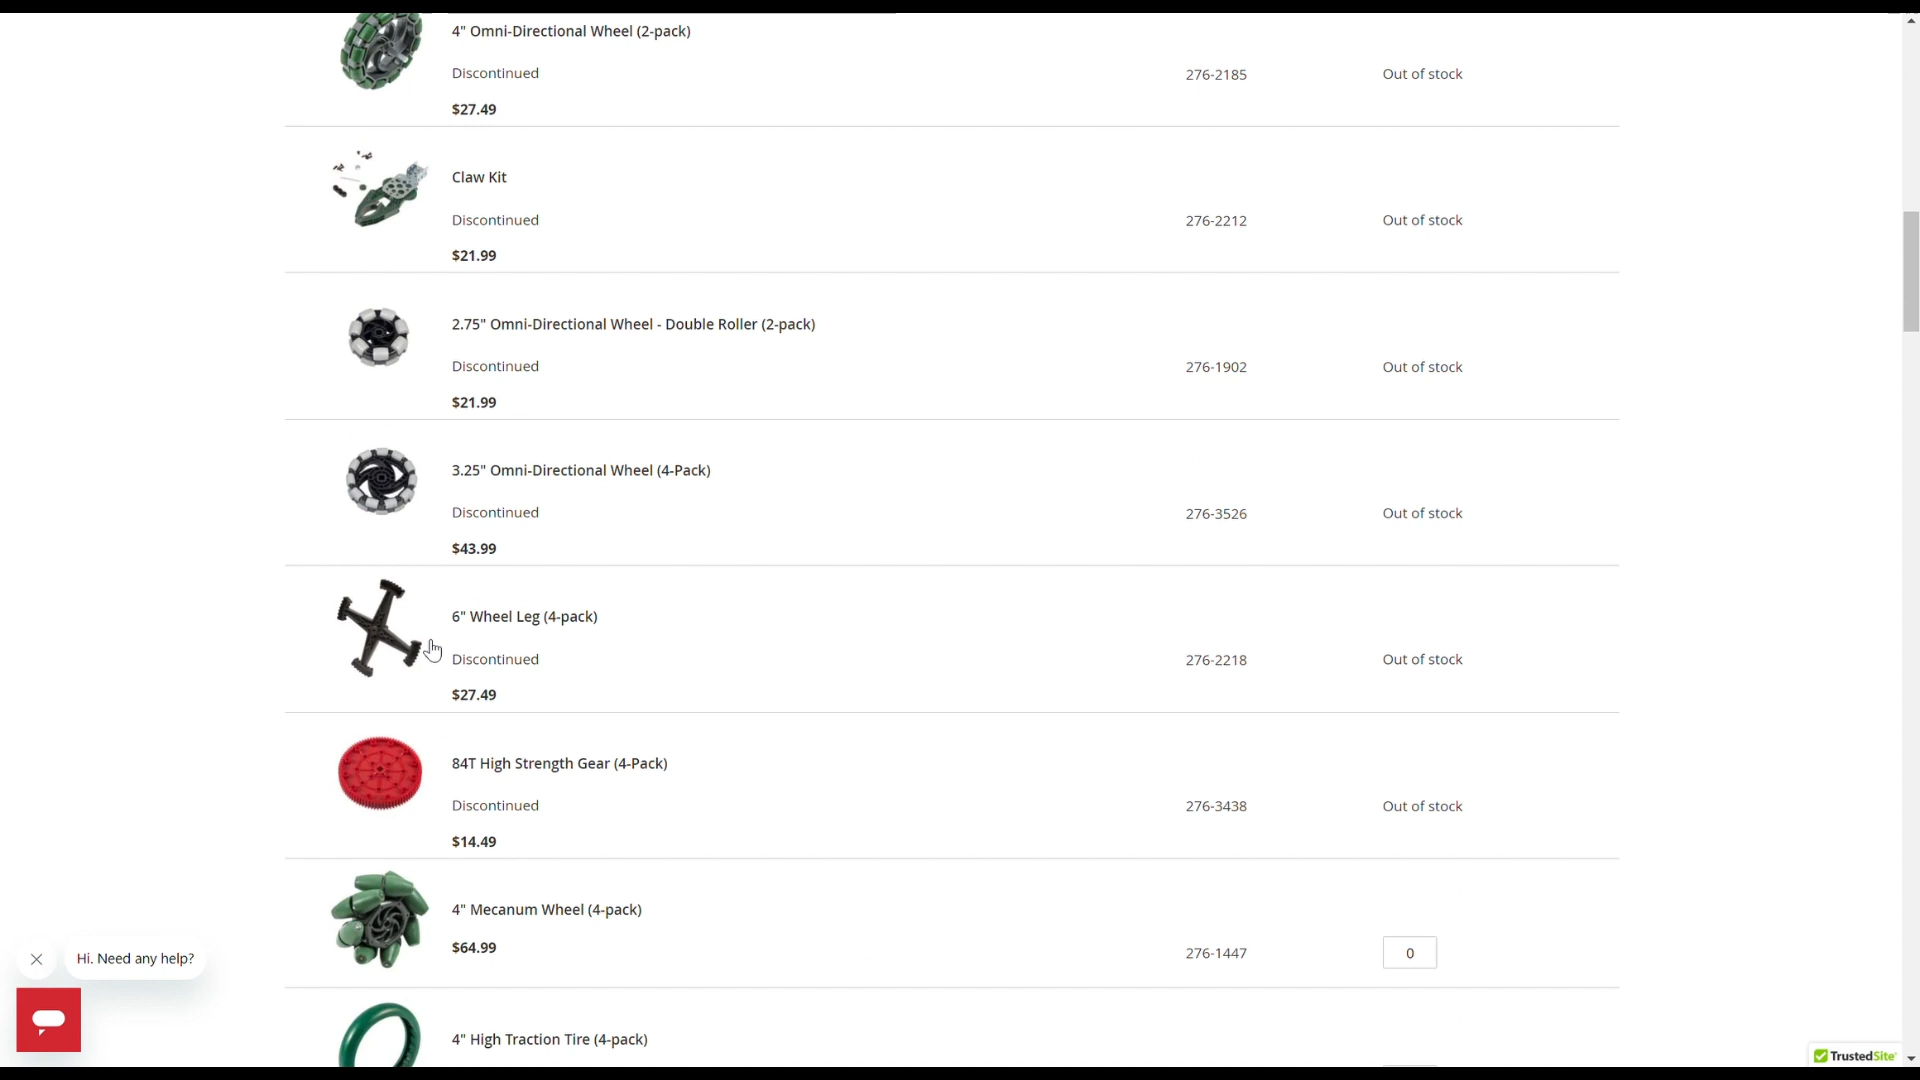 4" Omni-Directional Wheel (2-pack)
Discontinued
276-2185
Out of stock
$27.49
Claw Kit
Discontinued
276-2212
Out of stock
$21.99
2.75" Omni-Directional Wheel - Double Roller (2-pack)
Discontinued
276-1902
Out of stock
$21.99
3.25" Omni-Directional Wheel (4-Pack)
Discontinued
276-3526
Out of stock
$43.99
6" Wheel Leg (4-pack)
Discontinued
276-2218
Out of stock
$27.49
84T High Strength Gear (4-Pack)
Discontinued
276-3438
Out of stock
$14.49
4" Mecanum Wheel (4-pack)
$64.99
276-1447
0
Hi. Need any help?
4" High Traction Tire (4-pack)
TrustedSite